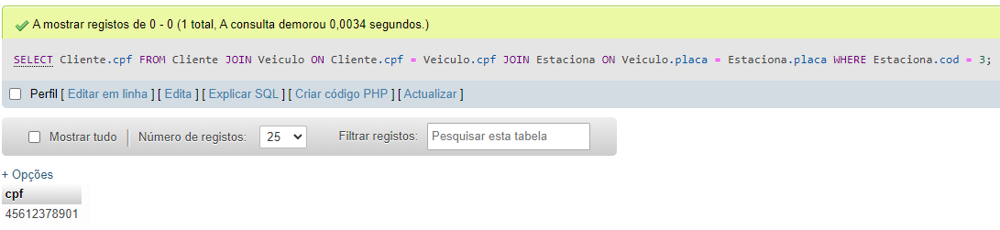 A mostrar registos de 0 - 0 (1 total, A consulta demorou 0,0034 segundos.)
SELECT Cliente.cpf FROM Cliente JOIN Veiculo ON Cliente.cpf = Veiculo.cpf JOIN Estaciona ON Veiculo.placa = Estaciona.placa WHERE Estaciona.cod = 3;
Perfil [ Editar em linha ] [ Edita ] [ Explicar SQL ] [ Criar código PHP ] [ Actualizar ]
Mostrar tudo | Número de registos: 25 Filtrar registos: Pesquisar esta tabela
+ Opções
cpf
45612378901